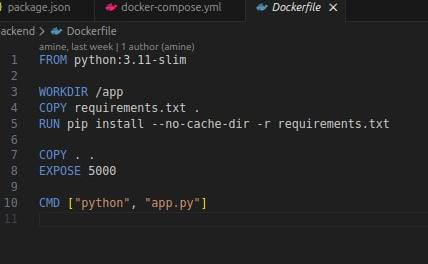 package.json docker-compose.yml Dockerfile
ackend > Dockerfile
amine, last week | 1 author (amine)
1 FROM python:3.11-slim
2
3 WORKDIR /app
4 COPY requirements.txt .
5 RUN pip install --no-cache-dir -r requirements.txt
6
7 COPY . .
8 EXPOSE 5000
9
10 CMD ["python", "app.py"]
11